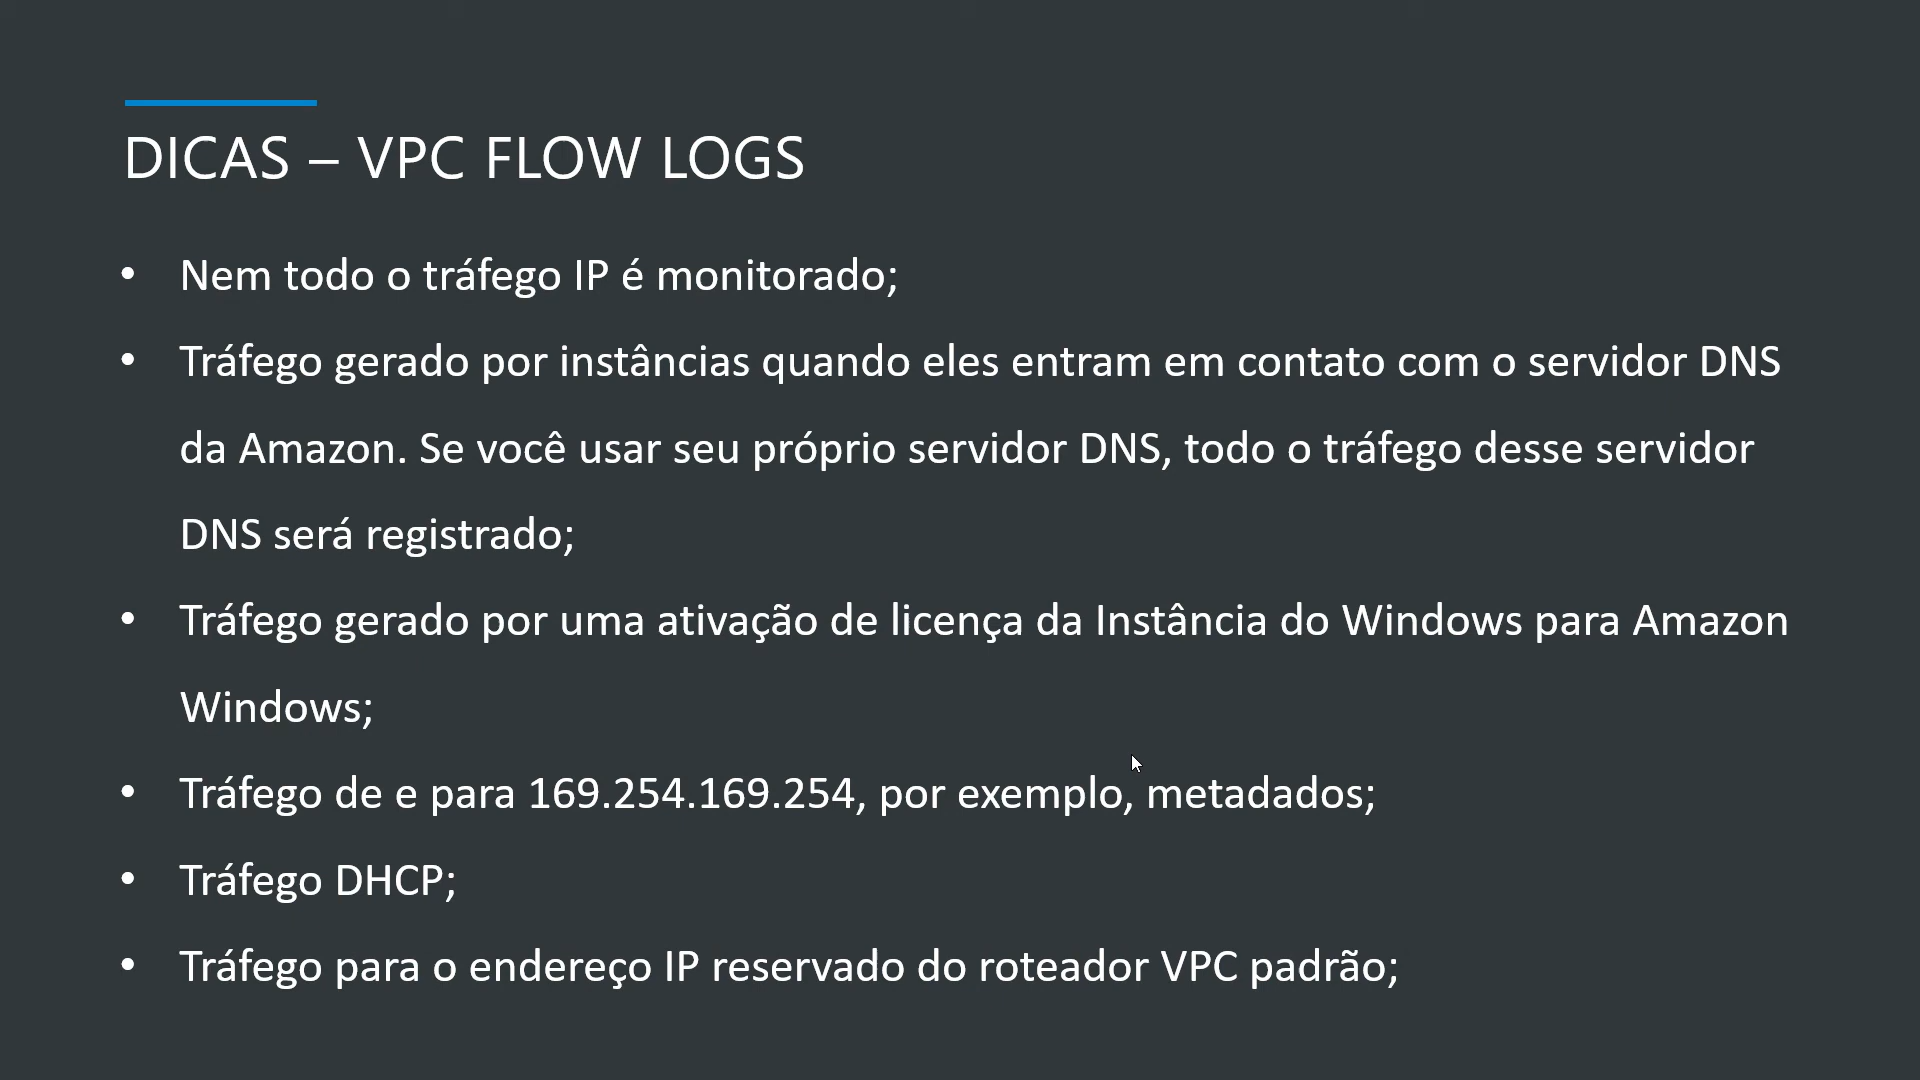 DICAS – VPC FLOW LOGS
• Nem todo o tráfego IP é monitorado;
• Tráfego gerado por instâncias quando eles entram em contato com o servidor DNS
da Amazon. Se você usar seu próprio servidor DNS, todo o tráfego desse servidor
DNS será registrado;
• Tráfego gerado por uma ativação de licença da Instância do Windows para Amazon
Windows;
• Tráfego de e para 169.254.169.254, por exemplo, metadados;
• Tráfego DHCP;
• Tráfego para o endereço IP reservado do roteador VPC padrão;